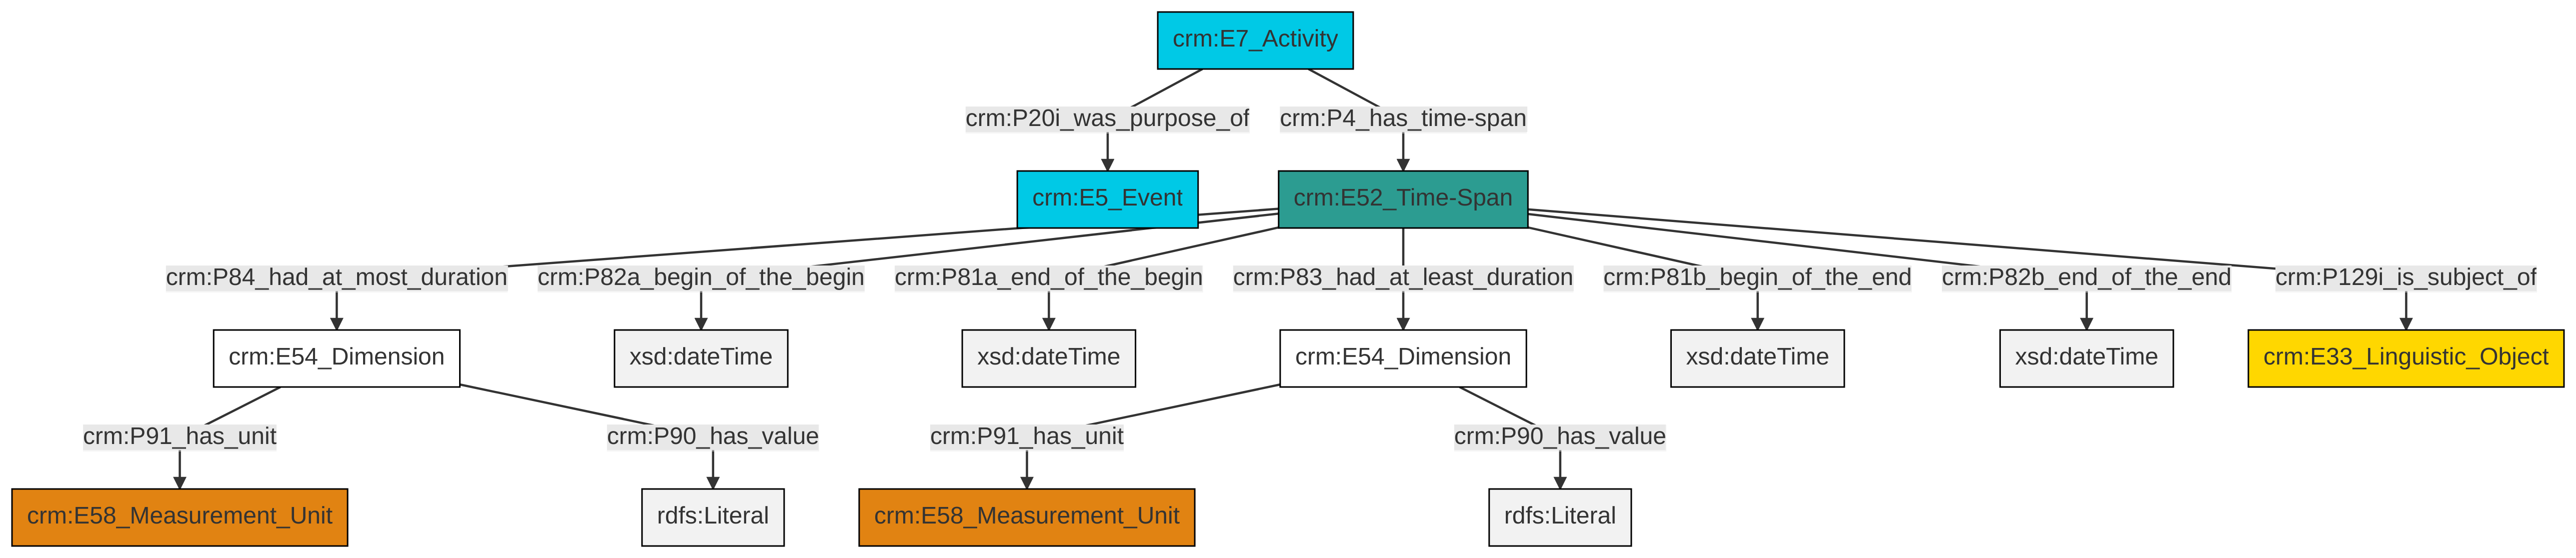 crm:E7_Activity
crm:P20i_was_purpose_of
crm:P4_has_time-span
crm:E5_Event
crm:E52_Time-Span
crm:P84_had_at_most_duration
crm:P82a_begin_of_the_begin
crm:P81a_end_of_the_begin
crm:P83_had_at_least_duration
crm:P81b_begin_of_the_end
crm:P82b_end_of_the_end
crm:P129i_is_subject_of
crm:E54_Dimension
xsd:dateTime
xsd:dateTime
crm:E54_Dimension
xsd:dateTime
xsd:dateTime
crm:E33_Linguistic_Object
crm:P91_has_unit
crm:P90_has_value
crm:P91_has_unit
crm:P90_has_value
crm:E58_Measurement_Unit
rdfs:Literal
crm:E58_Measurement_Unit
rdfs:Literal